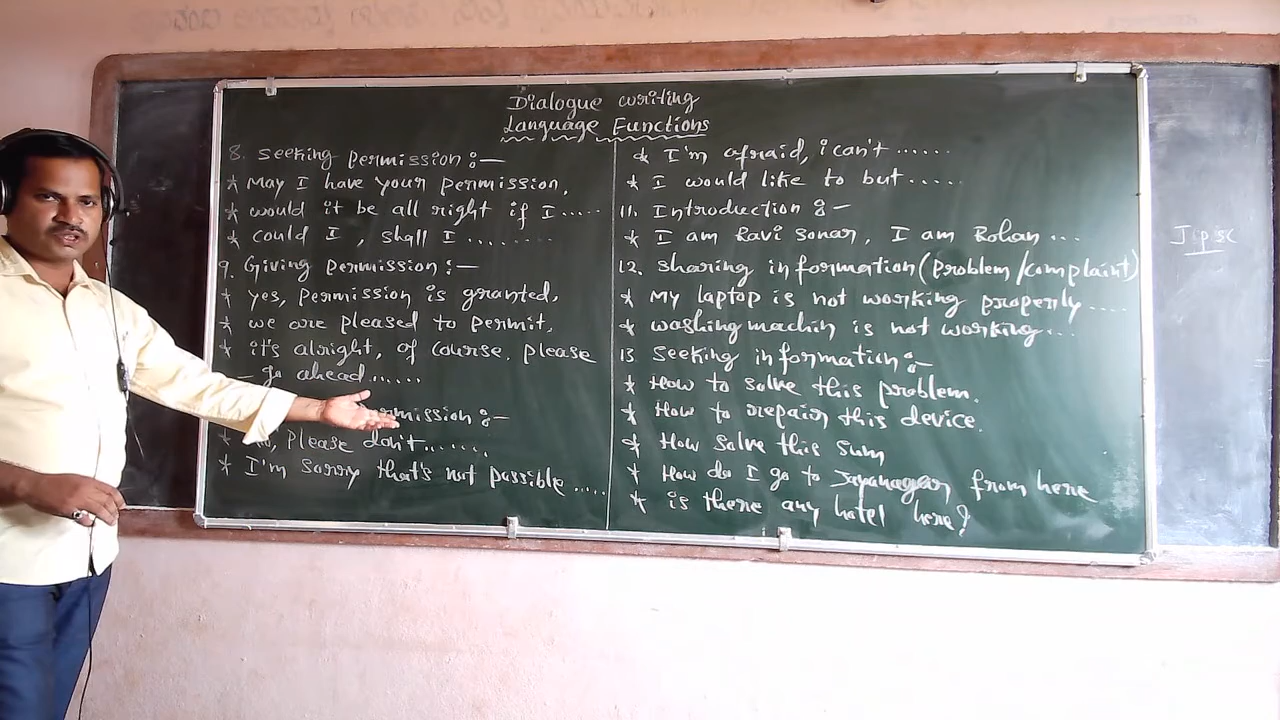 Dialogue writing
Language Functions
8. Seeking permission :-
* May I have your permission,
* would it be all right if I.....
* could I, shall I ........
9. Giving permission :-
* yes, permission is granted,
* we are pleased to permit,
* it's alright, of course. please
- go ahead......
rmission :-
* please don't......
* I'm sorry that's not possible .....
* I'm afraid, i can't ......
* I would like to but.....
11. Introduction :-
* I am Ravi sonar, I am Rohan...
12. sharing information (problem/complaint)
* My laptop is not working properly....
* washing machin is not working...
13 Seeking information :-
* How to solve this problem.
* How to repair this device.
* How solve this sum
* How do I go to Jayanagar from here
* is there any hotel here?